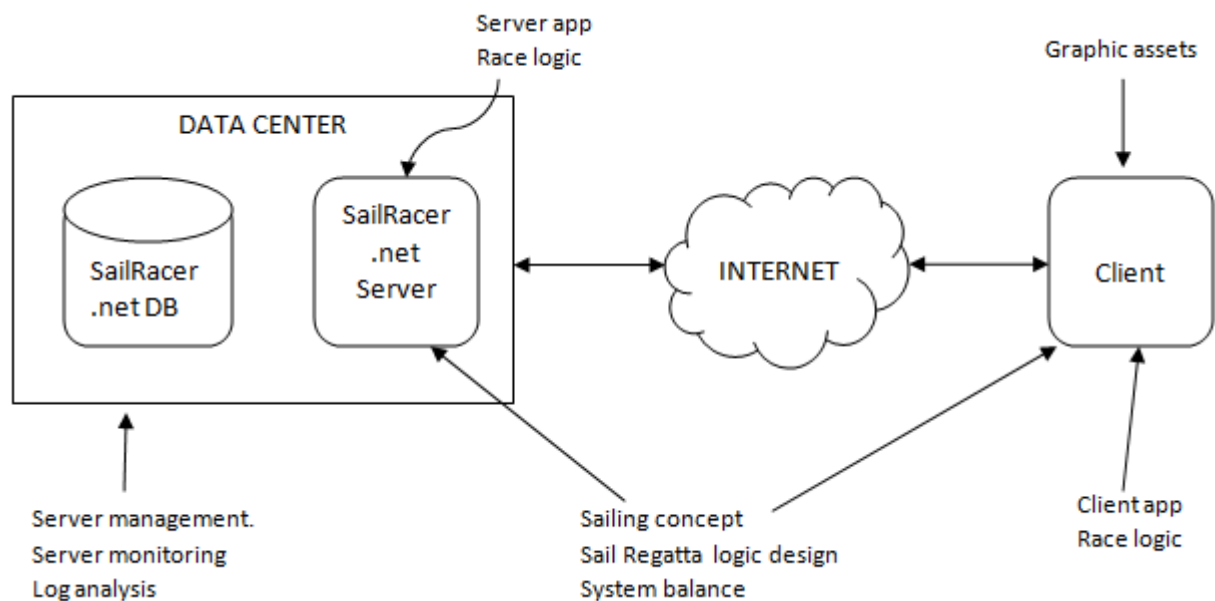 Server app
Race logic
Graphic assets
DATA CENTER
SailRacer
.net DB
SailRacer
.net
Server
INTERNET
Client
Server management.
Server monitoring
Log analysis
Sailing concept
Sail Regatta logic design
System balance
Client app
Race logic